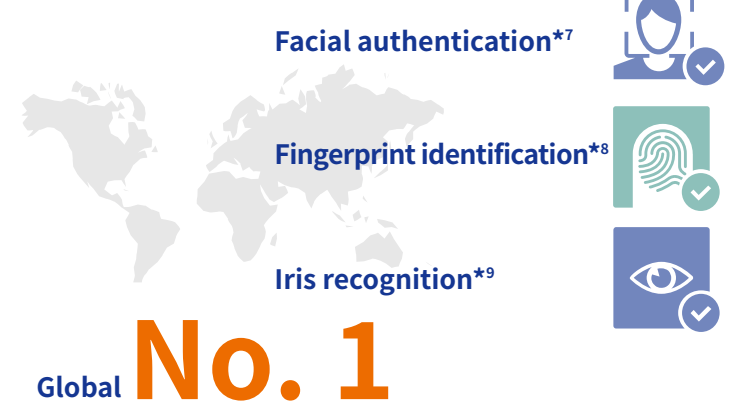 Facial authentication*7
Fingerprint identification*8
Iris recognition*9
Global No. 1